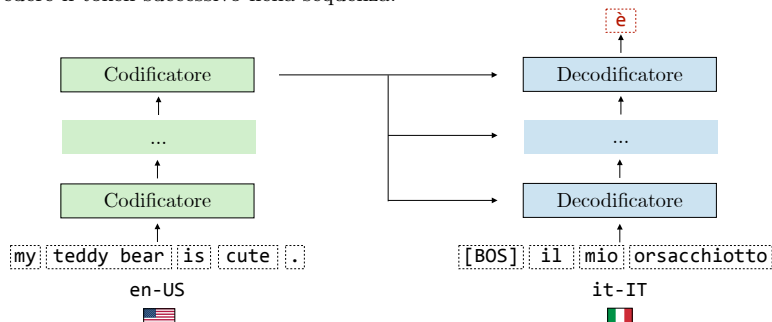 Codificatore
...
Codificatore
my teddy bear is cute .
en-US
è
Decodificatore
...
Decodificatore
[BOS] il mio orsacchiotto
it-IT